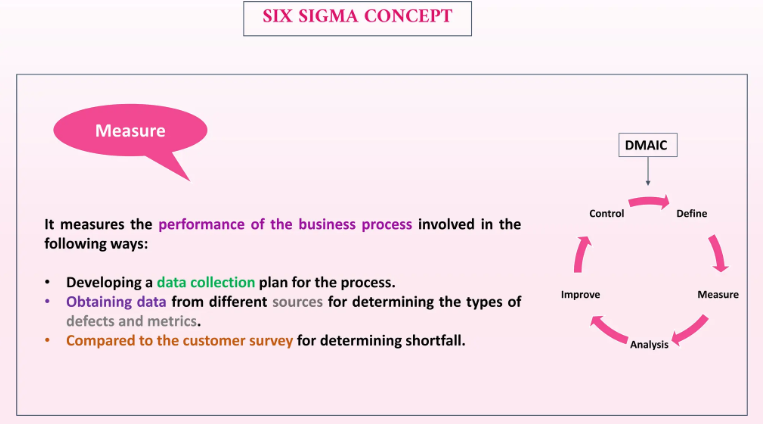 SIX SIGMA CONCEPT
Measure
It measures the performance of the business process involved in the
following ways:
• Developing a data collection plan for the process.
• Obtaining data from different sources for determining the types of
defects and metrics.
• Compared to the customer survey for determining shortfall.
DMAIC
Control
Define
Improve
Measure
Analysis